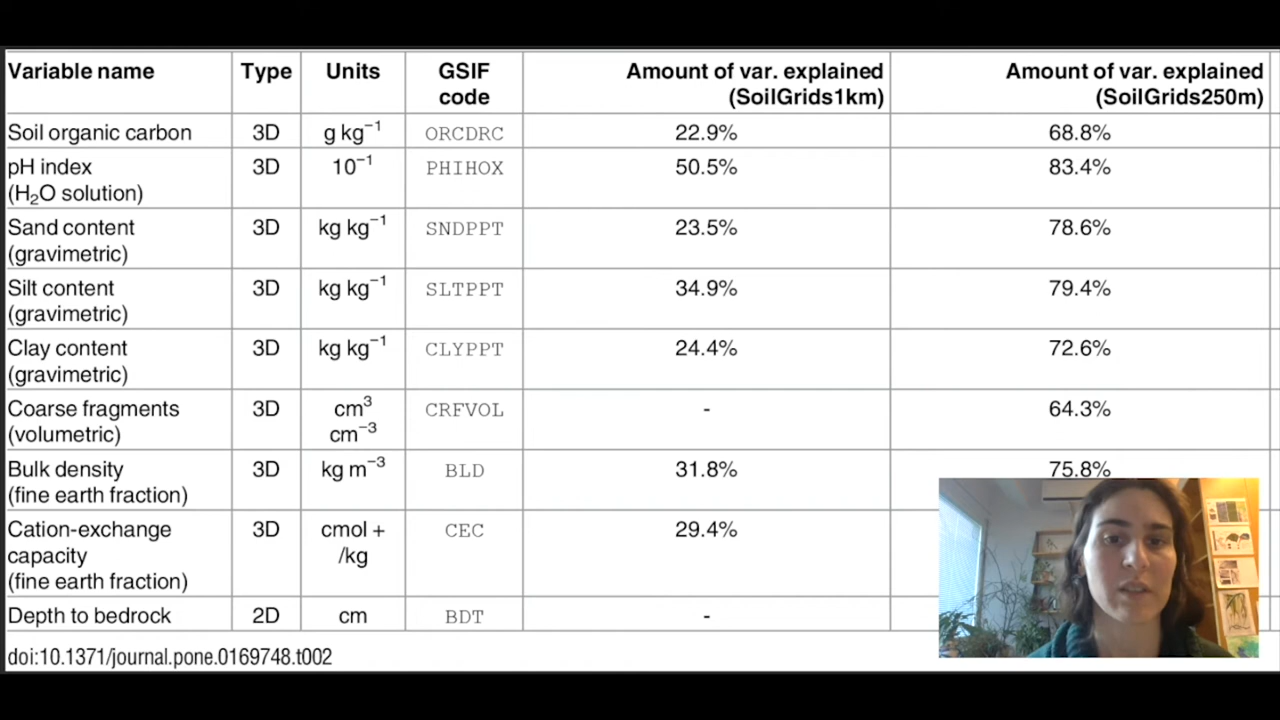 Variable name Type Units GSIF code Amount of var. explained (SoilGrids1km) Amount of var. explained (SoilGrids250m)
Soil organic carbon 3D g kg⁻¹ ORCDRC 22.9% 68.8%
pH index (H₂O solution) 3D 10⁻¹ PHIHOX 50.5% 83.4%
Sand content (gravimetric) 3D kg kg⁻¹ SNDPPT 23.5% 78.6%
Silt content (gravimetric) 3D kg kg⁻¹ SLTPPT 34.9% 79.4%
Clay content (gravimetric) 3D kg kg⁻¹ CLYPPT 24.4% 72.6%
Coarse fragments (volumetric) 3D cm³ cm⁻³ CRFVOL - 64.3%
Bulk density (fine earth fraction) 3D kg m⁻³ BLD 31.8% 75.8%
Cation-exchange capacity (fine earth fraction) 3D cmol + /kg CEC 29.4%
Depth to bedrock 2D cm BDT -
doi:10.1371/journal.pone.0169748.t002